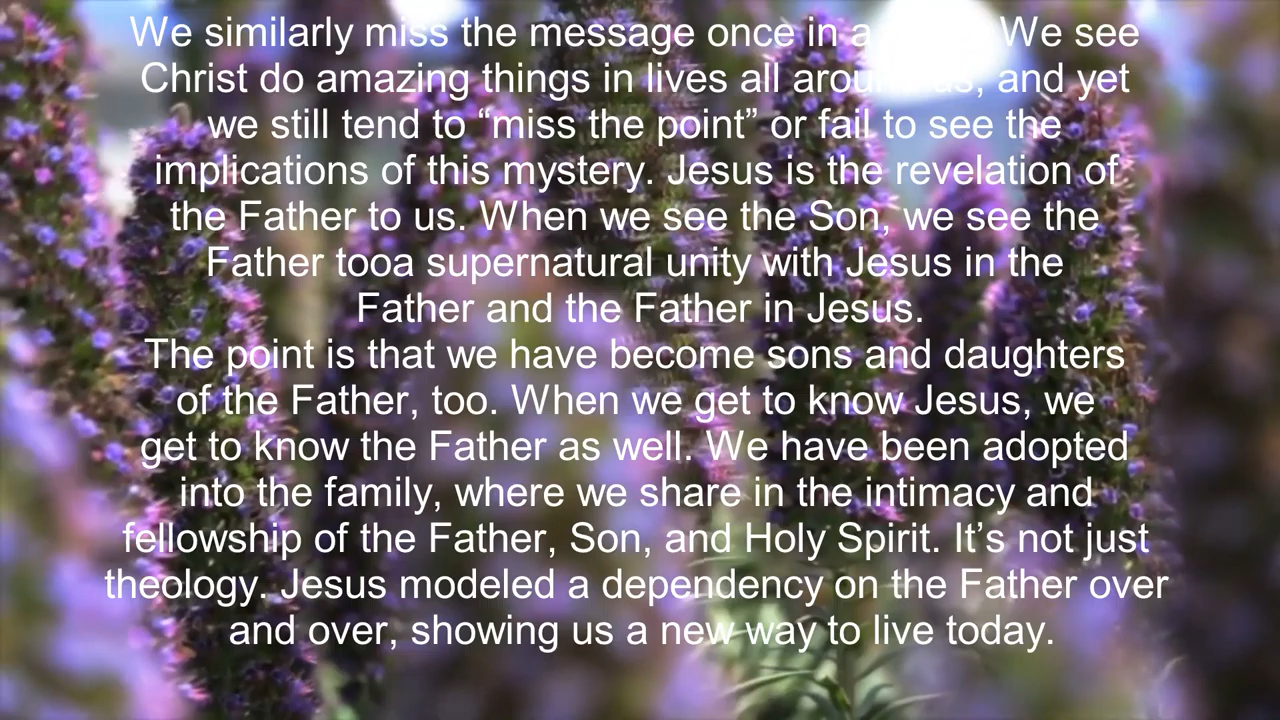 We similarly miss the message once in a We see
Christ do amazing things in lives all around us, and yet
we still tend to “miss the point” or fail to see the
implications of this mystery. Jesus is the revelation of
the Father to us. When we see the Son, we see the
Father tooa supernatural unity with Jesus in the
Father and the Father in Jesus.
The point is that we have become sons and daughters
of the Father, too. When we get to know Jesus, we
get to know the Father as well. We have been adopted
into the family, where we share in the intimacy and
fellowship of the Father, Son, and Holy Spirit. It’s not just
theology. Jesus modeled a dependency on the Father over
and over, showing us a new way to live today.